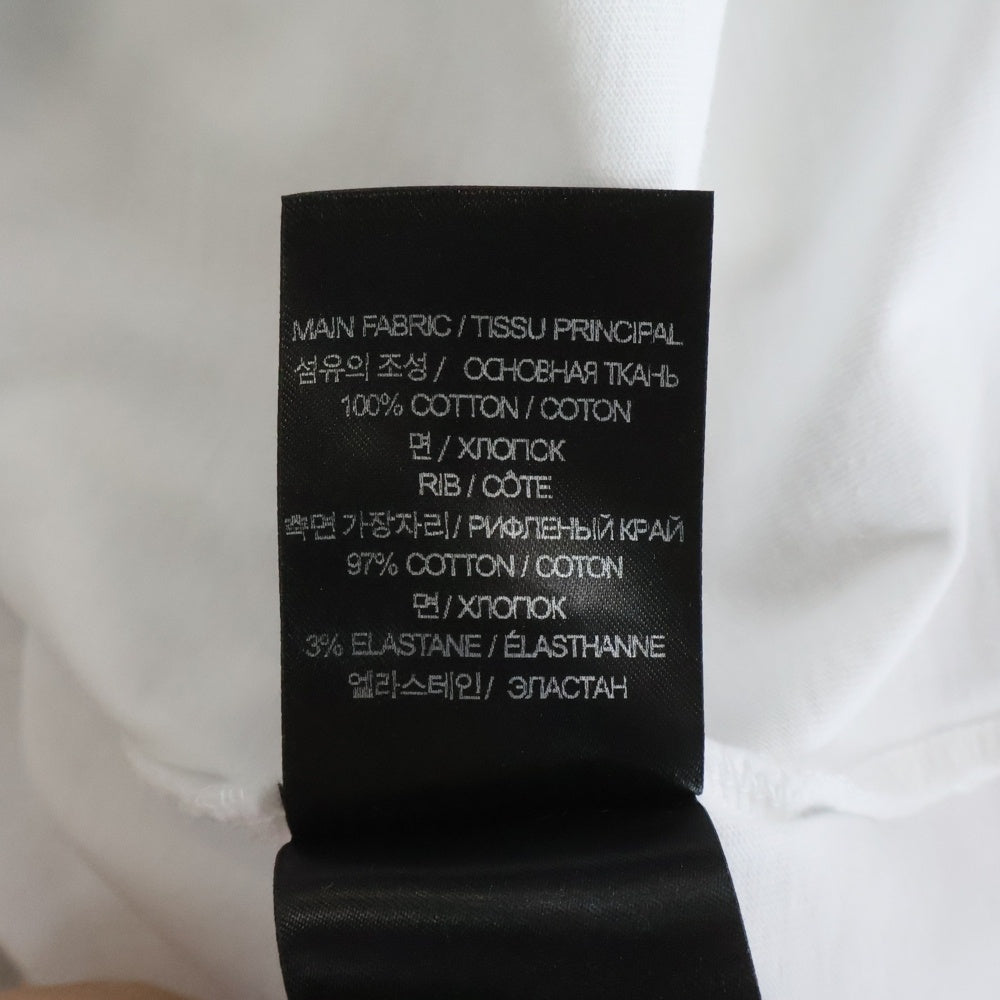 MAIN FABRIC / TISSU PRINCIPAL
섬유의 조성 / ОСНОВНАЯ ТКАНЬ
100% COTTON / COTON
면 / ХЛОПОК
RIB / CÔTE
측면 가장자리 / РИФЛЕНЫЙ КРАЙ
97% COTTON / COTON
면 / ХЛОПОК
3% ELASTANE / ÉLASTHANNE
엘라스테인 / ЭЛАСТАН